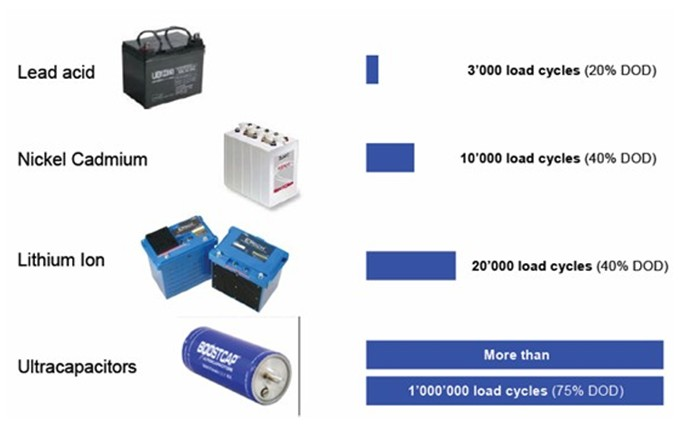 Lead acid
3'000 load cycles (20% DOD)
Nickel Cadmium
10'000 load cycles (40% DOD)
Lithium Ion
20'000 load cycles (40% DOD)
Ultracapacitors
BOOSTCAP
More than
1'000'000 load cycles (75% DOD)